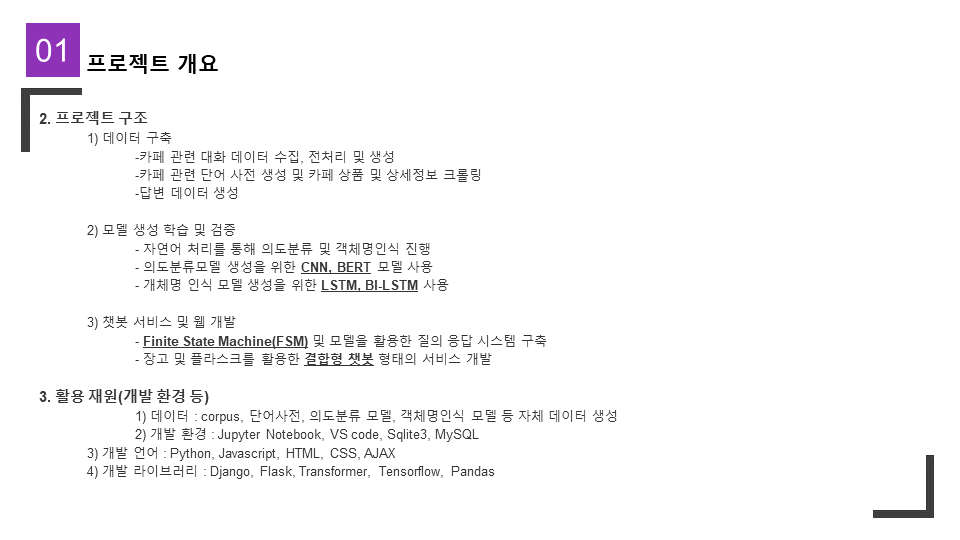 01
프로젝트 개요
2. 프로젝트 구조
1) 데이터 구축
-카페 관련 대화 데이터 수집, 전처리 및 생성
-카페 관련 단어 사전 생성 및 카페 상품 및 상세정보 크롤링
-답변 데이터 생성
2) 모델 생성 학습 및 검증
- 자연어 처리를 통해 의도분류 및 객체명인식 진행
- 의도분류모델 생성을 위한 CNN, BERT 모델 사용
- 개체명 인식 모델 생성을 위한 LSTM, BI-LSTM 사용
3) 챗봇 서비스 및 웹 개발
- Finite State Machine(FSM) 및 모델을 활용한 질의 응답 시스템 구축
- 장고 및 플라스크를 활용한 결합형 챗봇 형태의 서비스 개발
3. 활용 재원(개발 환경 등)
1) 데이터 : corpus, 단어사전, 의도분류 모델, 객체명인식 모델 등 자체 데이터 생성
2) 개발 환경 : Jupyter Notebook, VS code, Sqlite3, MySQL
3) 개발 언어 : Python, Javascript, HTML, CSS, AJAX
4) 개발 라이브러리 : Django, Flask, Transformer, Tensorflow, Pandas